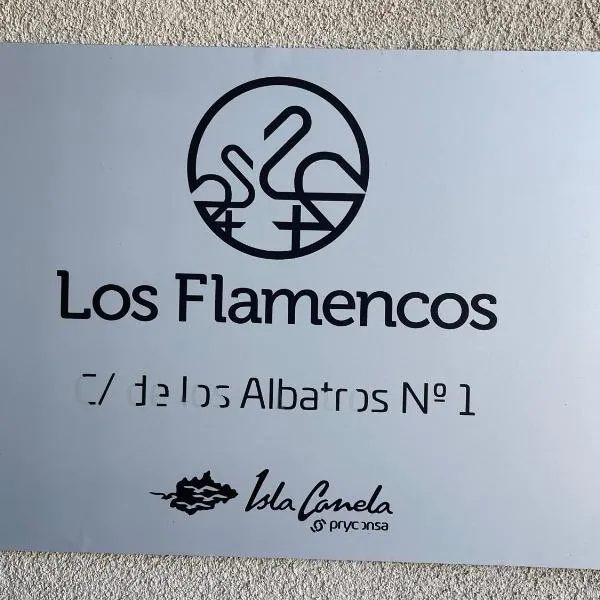 Los Flamencos
C/ de los Albatros Nº 1
Isla Canela
pryconsa